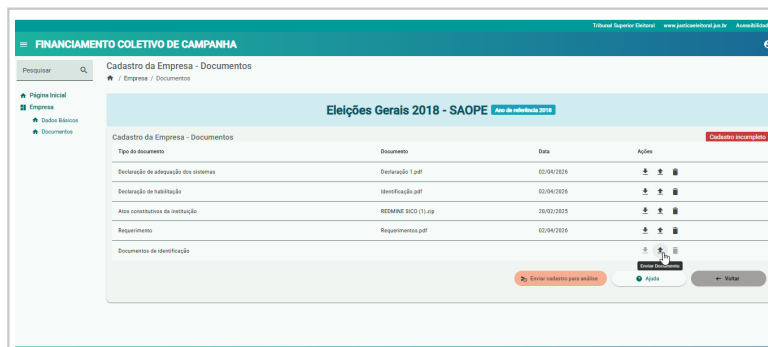 Tribunal Superior Eleitoral www.justicaeleitoral.jus.br Acessibilidad
FINANCIAMENTO COLETIVO DE CAMPANHA
Pesquisar
Cadastro da Empresa - Documentos
/ Empresa / Documentos
Página Inicial
Empresa
Dados Básicos
Documentos
Eleições Gerais 2018 - SAOPE Ano de referência 2018
Cadastro da Empresa - Documentos Cadastro incompleto
Tipo do documento Documento Data Ações
Declaração de adequação dos sistemas Declaração 1.pdf 02/04/2026
Declaração de habilitação Identificação.pdf 02/04/2026
Atos constitutivos da instituição REDMINE SICO (1).zip 20/02/2025
Requerimento Requerimentos.pdf 02/04/2026
Documentos de identificação
Enviar Documento
Enviar cadastro para análise Ajuda Voltar